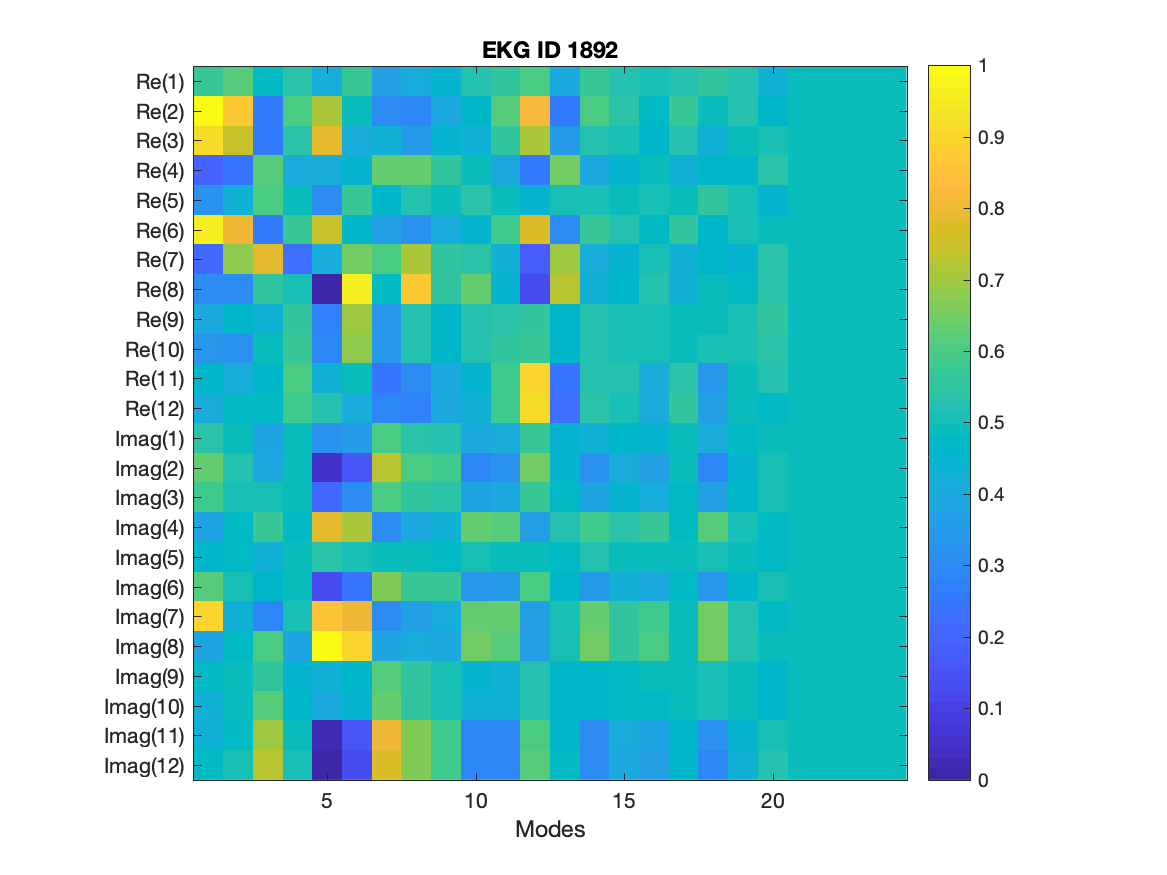 EKG ID 1892
Re(1)
Re(2)
Re(3)
Re(4)
Re(5)
Re(6)
Re(7)
Re(8)
Re(9)
Re(10)
Re(11)
Re(12)
Imag(1)
Imag(2)
Imag(3)
Imag(4)
Imag(5)
Imag(6)
Imag(7)
Imag(8)
Imag(9)
Imag(10)
Imag(11)
Imag(12)
5 10 15 20
Modes
1
0.9
0.8
0.7
0.6
0.5
0.4
0.3
0.2
0.1
0